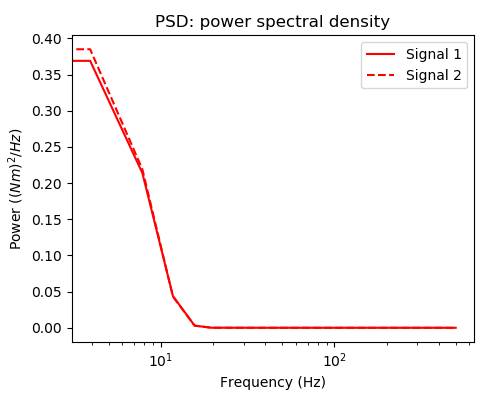 PSD: power spectral density
Signal 1
Signal 2
0.40
0.35
0.30
0.25
0.20
0.15
0.10
0.05
0.00
Power ((Nm)²/Hz)
10¹
10²
Frequency (Hz)